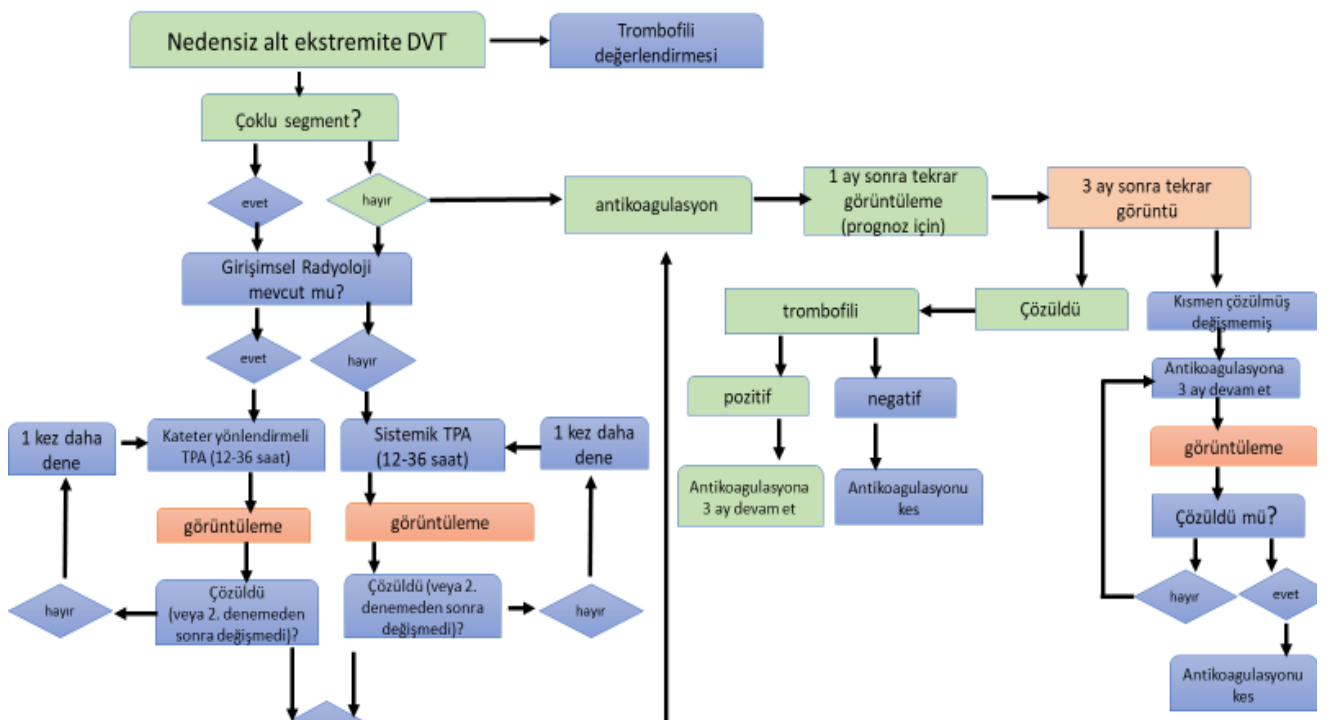 Nedensiz alt ekstremite DVT
Trombofili
değerlendirmesi
Çoklu segment?
evet
hayır
antikoagulasyon
1 ay sonra tekrar
görüntüleme
(prognoz için)
3 ay sonra tekrar
görüntü
Girişimsel Radyoloji
mevcut mu?
evet
hayır
trombofili
Çözüldü
Kısmen çözülmüş
değişmemiş
pozitif
negatif
Antikoagulasyona
3 ay devam et
Antikoagulasyona
3 ay devam et
Antikoagulasyonu
kes
görüntüleme
Çözüldü mü?
hayır
evet
Antikoagulasyonu
kes
1 kez daha
dene
Kateter yönlendirmeli
TPA (12-36 saat)
Sistemik TPA
(12-36 saat)
1 kez daha
dene
görüntüleme
görüntüleme
hayır
Çözüldü
(veya 2. denemeden
sonra değişmedi)?
Çözüldü (veya 2.
denemeden sonra
değişmedi)?
hayır